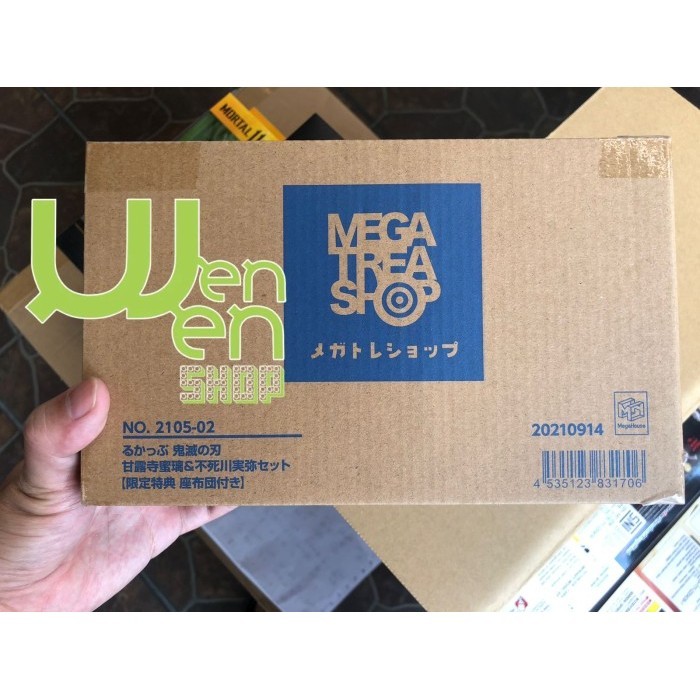 MORTAL 11
Wen
en
SHOP
MEGA
TREA
SHOP
メガトレショップ
NO. 2105-02
るかっぷ 鬼滅の刃
甘露寺蜜璃&不死川実弥セット
【限定特典 座布団付き】
MegaHouse
20210914
4 535123 831706